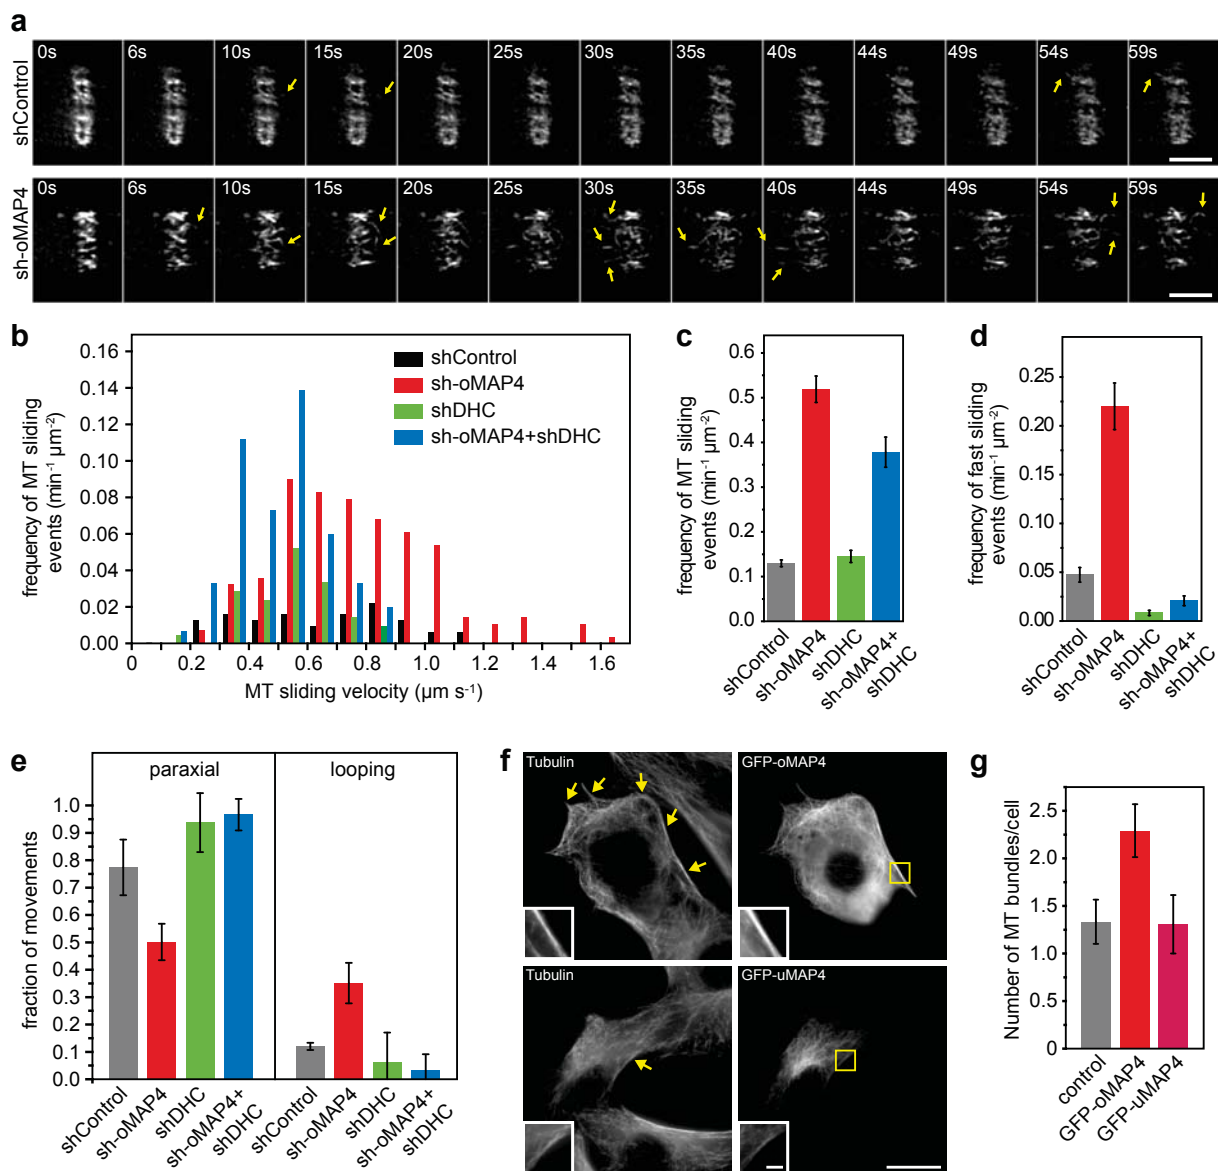 a
shControl
0s 6s 10s 15s 20s 25s 30s 35s 40s 44s 49s 54s 59s
sh-oMAP4
0s 6s 10s 15s 20s 25s 30s 35s 40s 44s 49s 54s 59s
b
frequency of MT sliding
events (min-1 µm-2)
0.16
0.14
0.12
0.10
0.08
0.06
0.04
0.02
0.00
0 0.2 0.4 0.6 0.8 1.0 1.2 1.4 1.6
MT sliding velocity (µm s-1)
shControl
sh-oMAP4
shDHC
sh-oMAP4+shDHC
c
frequency of MT sliding
events (min-1 µm-2)
0.6
0.5
0.4
0.3
0.2
0.1
0
shControl
sh-oMAP4
shDHC
sh-oMAP4+
shDHC
d
frequency of fast sliding
events (min-1 µm-2)
0.25
0.20
0.15
0.10
0.05
0.00
shControl
sh-oMAP4
shDHC
sh-oMAP4+
shDHC
e
paraxial looping
fraction of movements
1.0
0.9
0.8
0.7
0.6
0.5
0.4
0.3
0.2
0.1
0.0
shControl
sh-oMAP4
shDHC
sh-oMAP4+
shDHC
shControl
sh-oMAP4
shDHC
sh-oMAP4+
shDHC
f
Tubulin GFP-oMAP4
Tubulin GFP-uMAP4
g
Number of MT bundles/cell
2.5
2.0
1.5
1.0
0.5
0
control
GFP-oMAP4
GFP-uMAP4